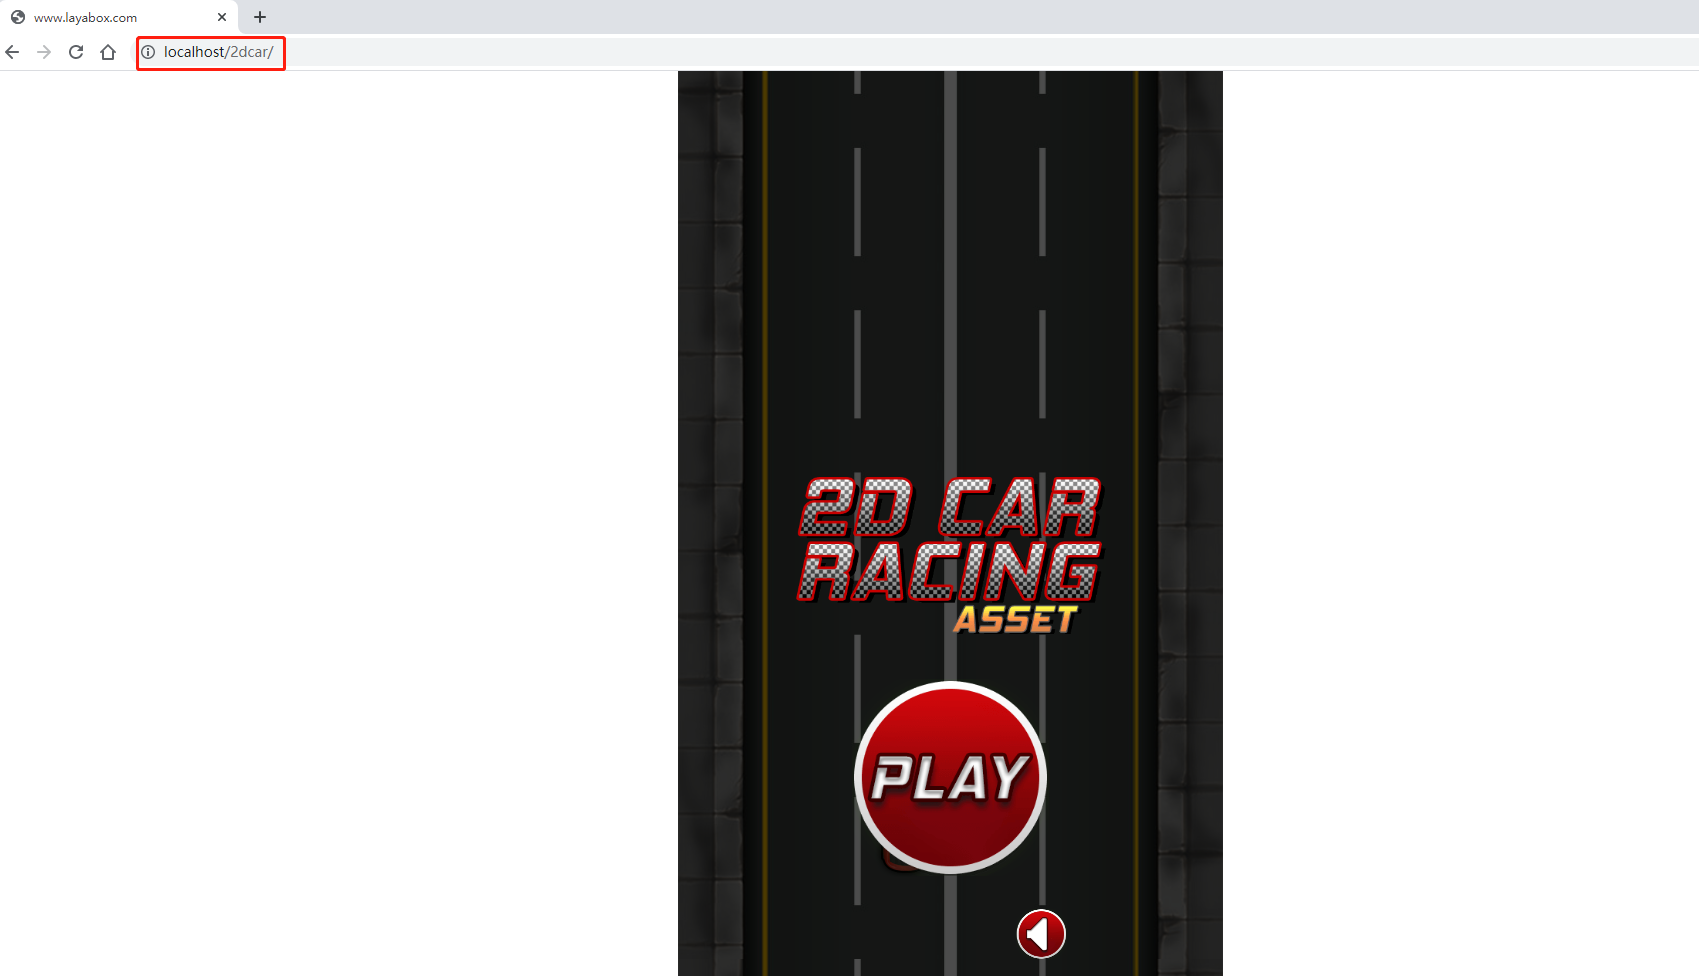 www.layabox.com
localhost/2dcar/
2D CAR
RACING
ASSET
PLAY